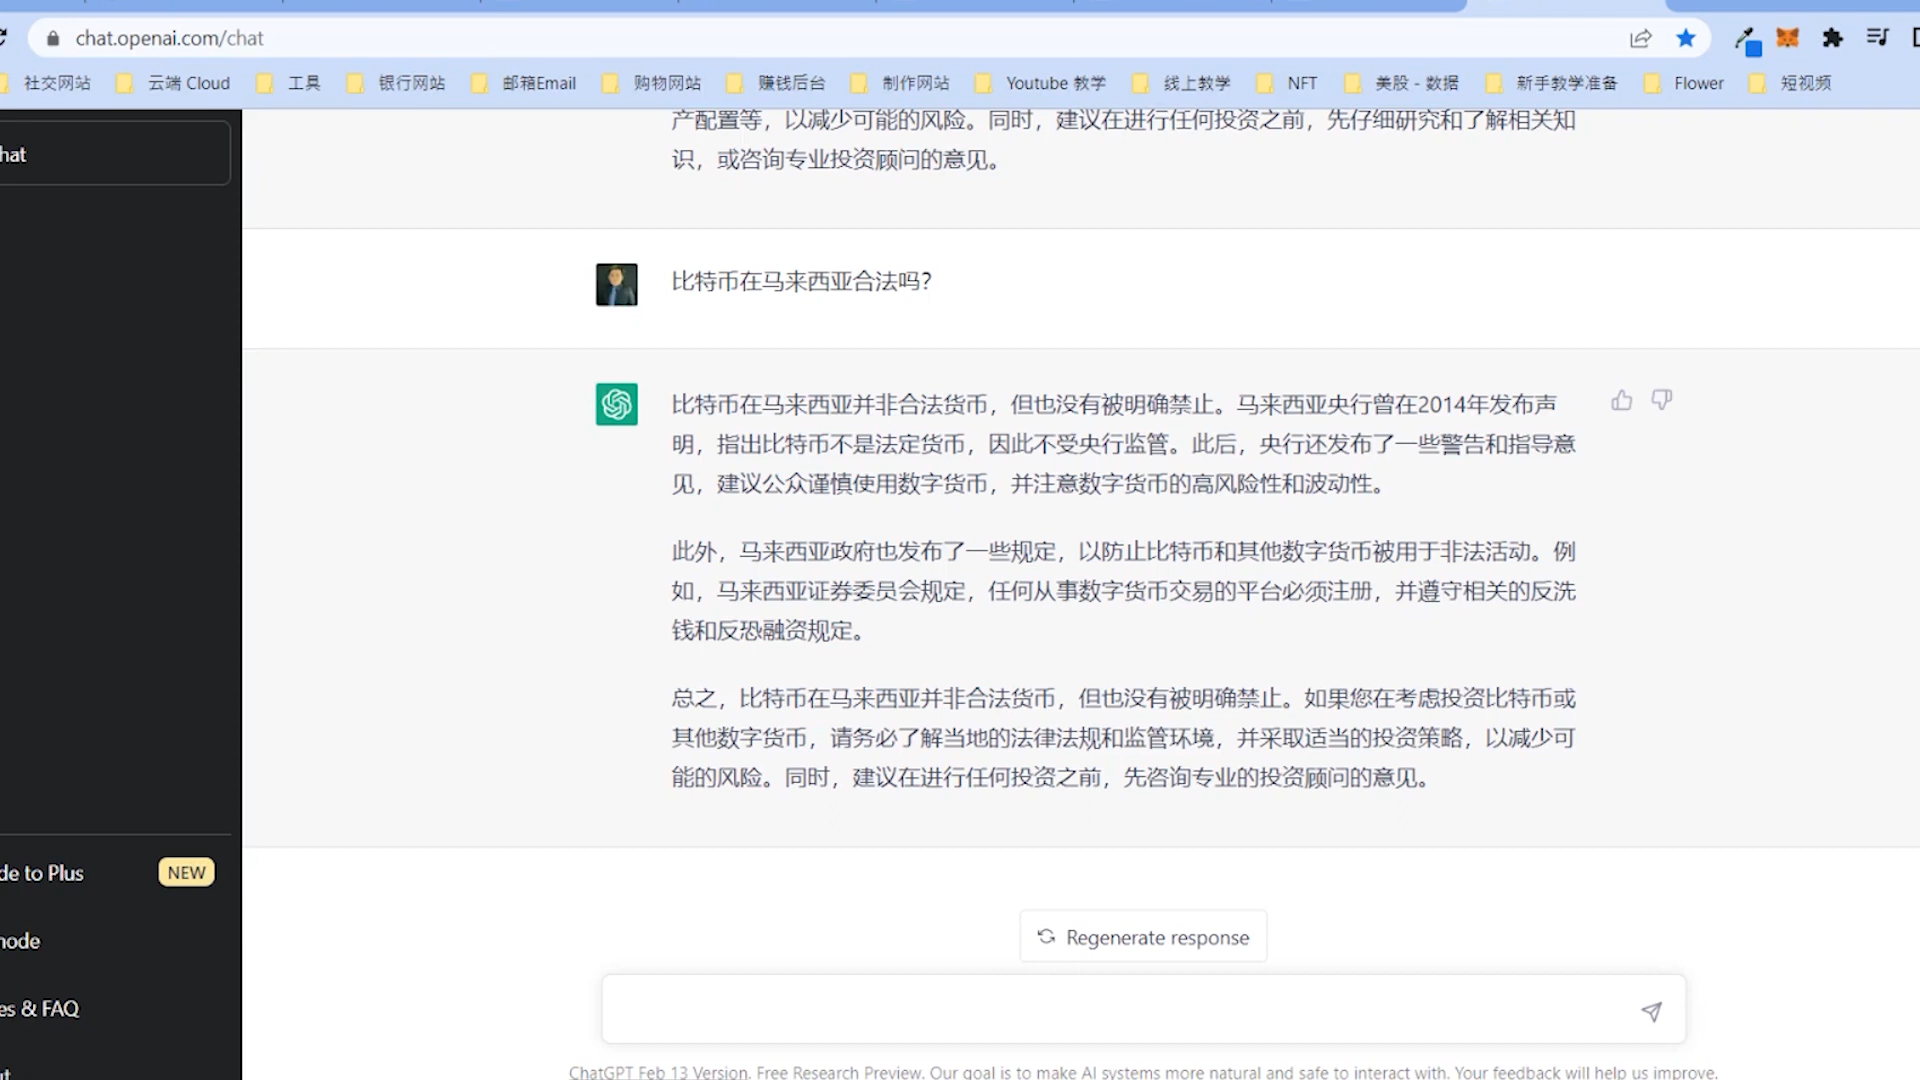 chat.openai.com/chat
社交网站 云端 Cloud 工具 银行网站 邮箱Email 购物网站 赚钱后台 制作网站 Youtube 教学 线上教学 NFT 美股 - 数据 新手教学准备 Flower 短视频
hat
产配置等，以减少可能的风险。同时，建议在进行任何投资之前，先仔细研究和了解相关知
识，或咨询专业投资顾问的意见。
比特币在马来西亚合法吗？
比特币在马来西亚并非合法货币，但也没有被明确禁止。马来西亚央行曾在2014年发布声
明，指出比特币不是法定货币，因此不受央行监管。此后，央行还发布了一些警告和指导意
见，建议公众谨慎使用数字货币，并注意数字货币的高风险性和波动性。
此外，马来西亚政府也发布了一些规定，以防止比特币和其他数字货币被用于非法活动。例
如，马来西亚证券委员会规定，任何从事数字货币交易的平台必须注册，并遵守相关的反洗
钱和反恐融资规定。
总之，比特币在马来西亚并非合法货币，但也没有被明确禁止。如果您在考虑投资比特币或
其他数字货币，请务必了解当地的法律法规和监管环境，并采取适当的投资策略，以减少可
能的风险。同时，建议在进行任何投资之前，先咨询专业的投资顾问的意见。
de to Plus NEW
node
es & FAQ
Regenerate response
ChatGPT Feb 13 Version. Free Research Preview. Our goal is to make AI systems more natural and safe to interact with. Your feedback will help us improve.